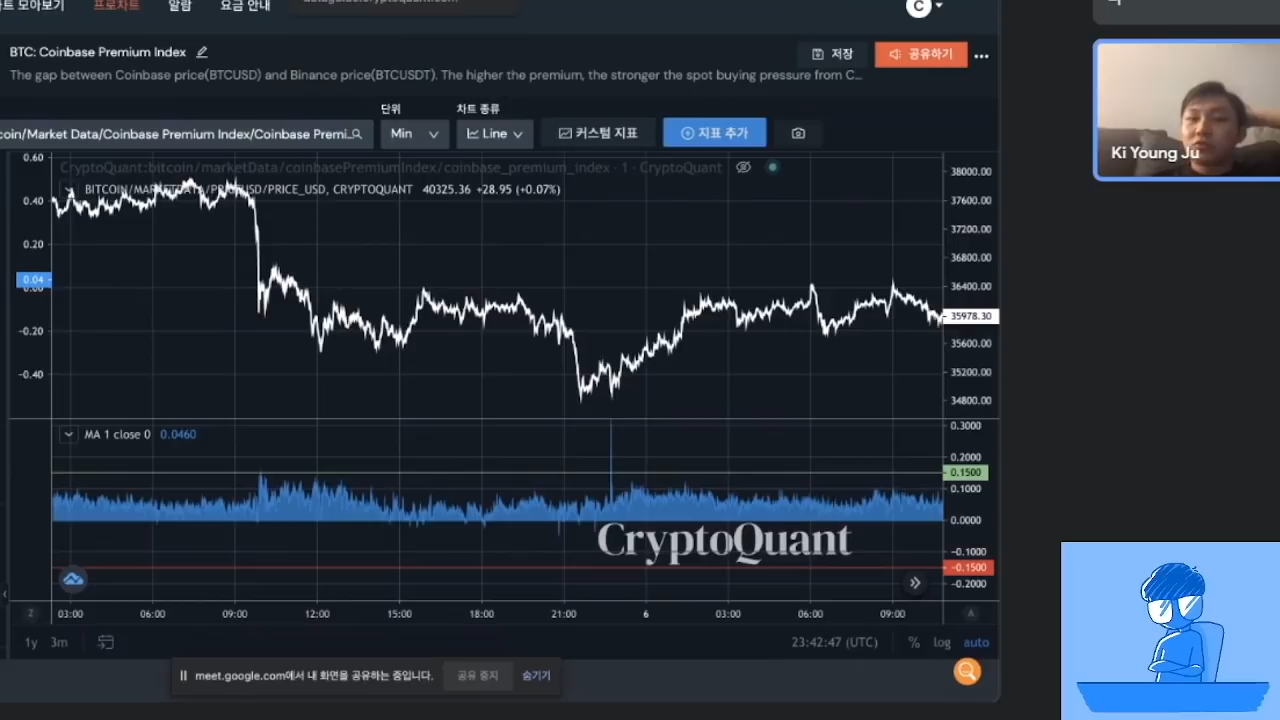 프로차트
알람
요금 안내
C
BTC: Coinbase Premium Index
저장
공유하기
The gap between Coinbase price(BTCUSD) and Binance price(BTCUSDT). The higher the premium, the stronger the spot buying pressure from C...
단위
차트 종류
coin/Market Data/Coinbase Premium Index/Coinbase Premi..
Min
Line
커스텀 지표
지표 추가
Ki Young Ju
CryptoQuant:bitcoin/marketData/coinbasePremiumIndex/coinbase_premium_index · 1 · CryptoQuant
40325.36 +28.95 (+0.07%)
0.60
0.40
0.20
0.04
0.00
-0.20
-0.40
38000.00
37600.00
37200.00
36800.00
36400.00
35978.30
35600.00
35200.00
34800.00
MA 1 close 0 0.0460
0.3000
0.2000
0.1500
0.1000
0.0000
-0.1000
-0.1500
-0.2000
CryptoQuant
Z
03:00 06:00 09:00 12:00 15:00 18:00 21:00 6 03:00 06:00 09:00
A
1y 3m
23:42:47 (UTC) % log auto
meet.google.com에서 내 화면을 공유하는 중입니다.
공유 중지
숨기기